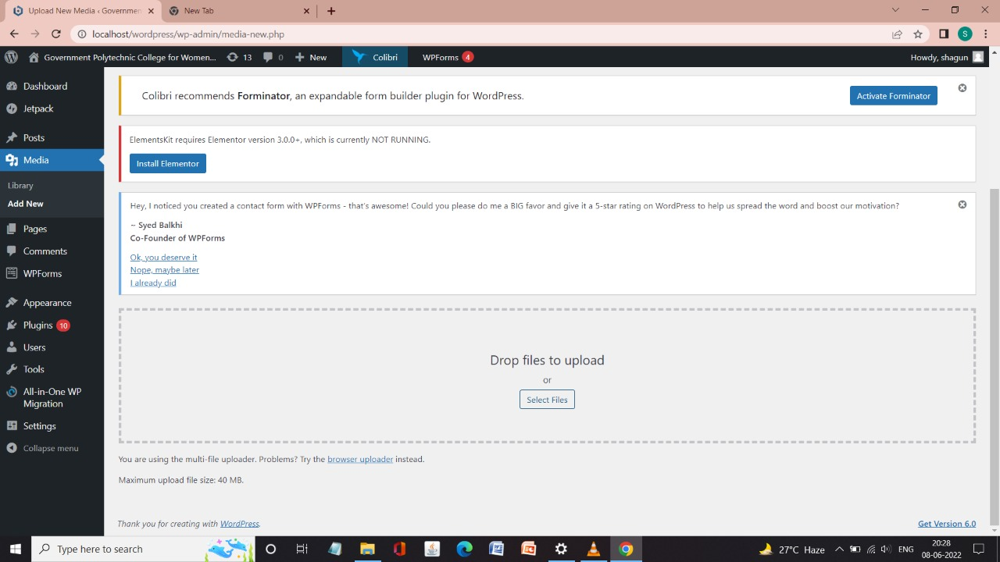 Upload New Media ‹ Governmen
New Tab
localhost/wordpress/wp-admin/media-new.php
S
Government Polytechnic College for Women...
13
0
New
Colibri
WPForms 4
Howdy, shagun
Dashboard
Jetpack
Posts
Media
Library
Add New
Pages
Comments
WPForms
Appearance
Plugins 10
Users
Tools
All-in-One WP
Migration
Settings
Collapse menu
Colibri recommends Forminator, an expandable form builder plugin for WordPress.
Activate Forminator
ElementsKit requires Elementor version 3.0.0+, which is currently NOT RUNNING.
Install Elementor
Hey, I noticed you created a contact form with WPForms - that's awesome! Could you please do me a BIG favor and give it a 5-star rating on WordPress to help us spread the word and boost our motivation?
~ Syed Balkhi
Co-Founder of WPForms
Ok, you deserve it
Nope, maybe later
I already did
Drop files to upload
or
Select Files
You are using the multi-file uploader. Problems? Try the browser uploader instead.
Maximum upload file size: 40 MB.
Thank you for creating with WordPress.
Get Version 6.0
Type here to search
27°C Haze
ENG
20:28
08-06-2022